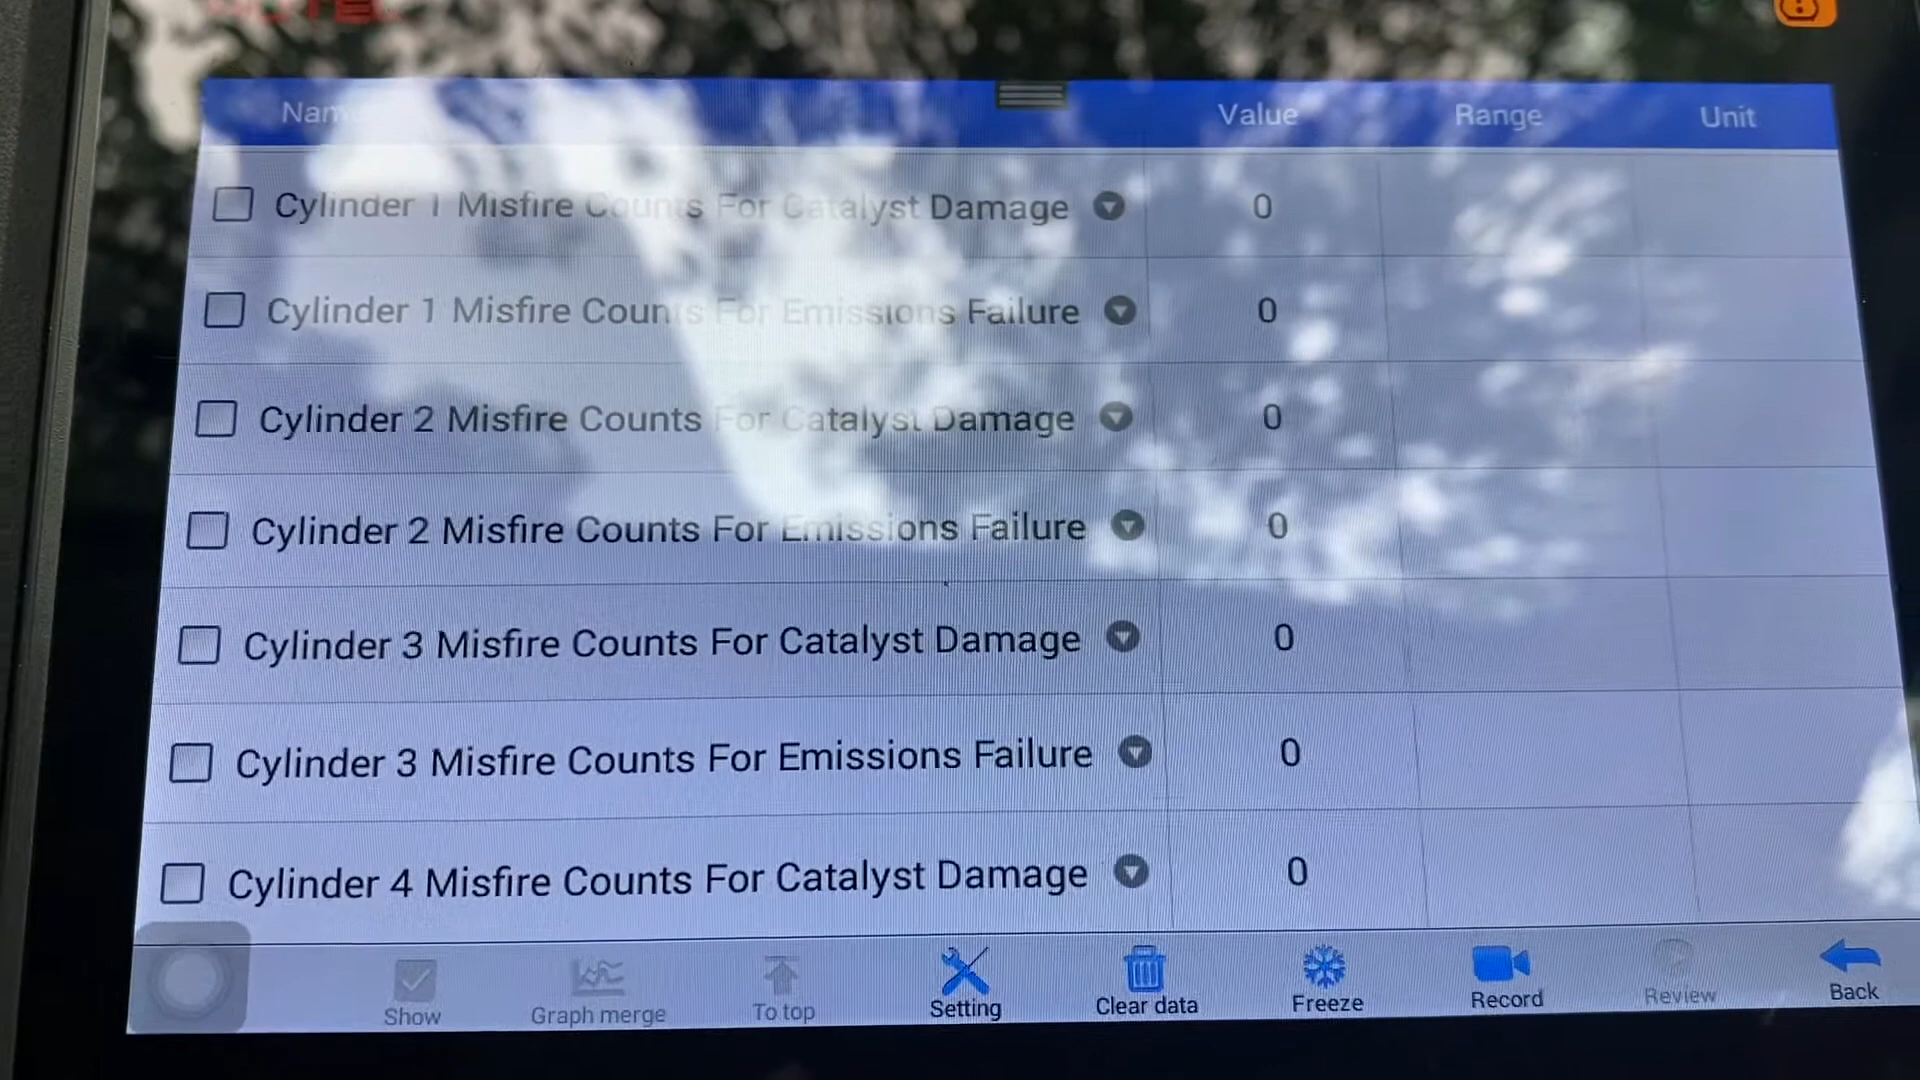 Name Value Range Unit
Cylinder 1 Misfire Counts For Catalyst Damage 0
Cylinder 1 Misfire Counts For Emissions Failure 0
Cylinder 2 Misfire Counts For Catalyst Damage 0
Cylinder 2 Misfire Counts For Emissions Failure 0
Cylinder 3 Misfire Counts For Catalyst Damage 0
Cylinder 3 Misfire Counts For Emissions Failure 0
Cylinder 4 Misfire Counts For Catalyst Damage 0
Show Graph merge To top Setting Clear data Freeze Record Review Back